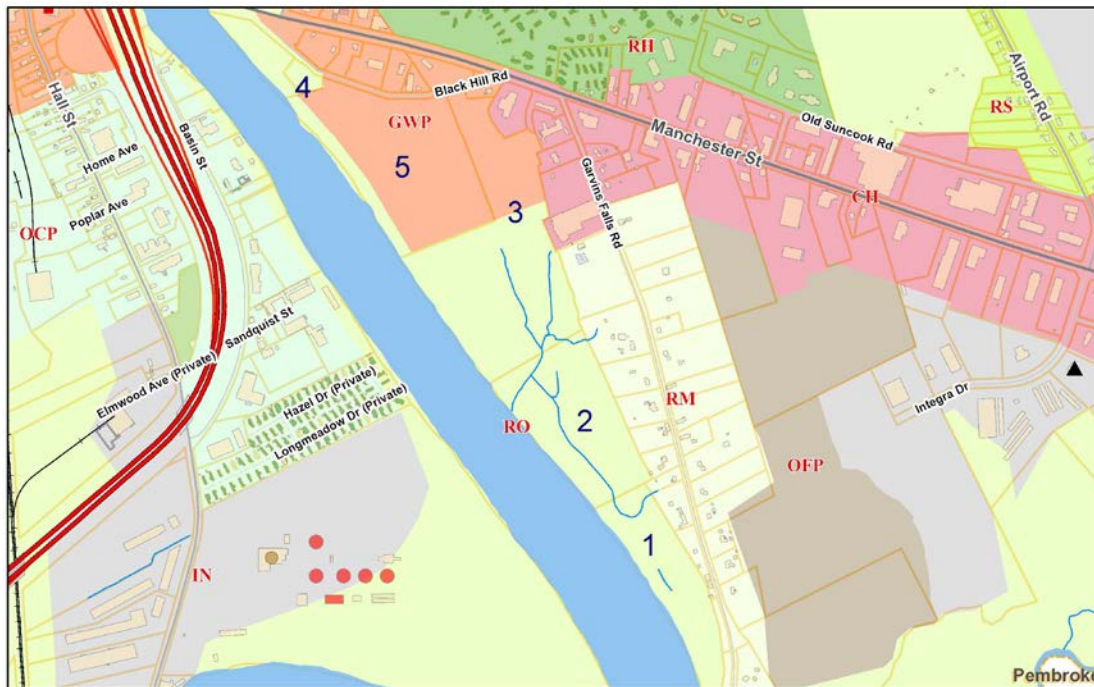 Hall St
Home Ave
Poplar Ave
OCP
Basin St
4
GWP
5
Black Hill Rd
RH
Manchester St
Old Suncook Rd
Airport Rd
RS
CH
3
Garvins Falls Rd
Sandquist St
Elmwood Ave (Private)
Hazel Dr (Private)
Longmeadow Dr (Private)
RO
2
RM
OFP
Integra Dr
1
IN
Pembroke